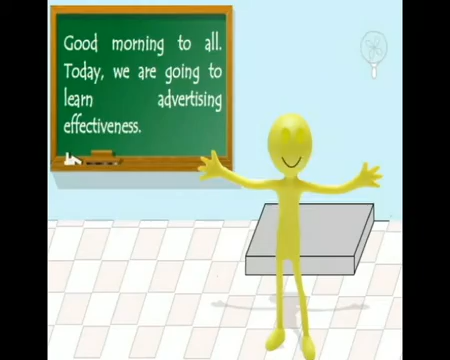 Good morning to all.
Today, we are going to
learn advertising
effectiveness.